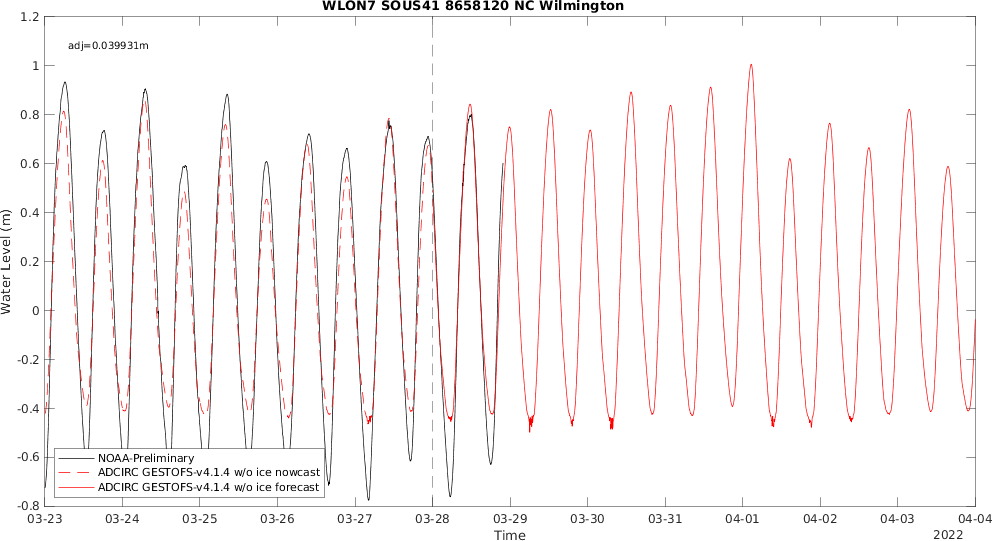 WLON7 SOUS41 8658120 NC Wilmington
adj=0.039931m
1.2
1
0.8
0.6
0.4
0.2
0
-0.2
-0.4
-0.6
-0.8
Water Level (m)
NOAA-Preliminary
ADCIRC GESTOFS-v4.1.4 w/o ice nowcast
ADCIRC GESTOFS-v4.1.4 w/o ice forecast
03-23 03-24 03-25 03-26 03-27 03-28 03-29 03-30 03-31 04-01 04-02 04-03 04-04
Time
2022